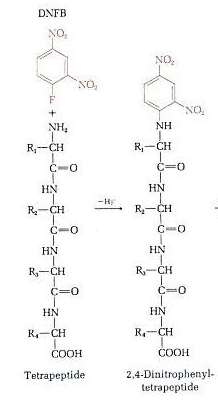 DNFB
NO₂
NO₂
F
+
NH₂
R₁—CH
C=O
HN
R₂—CH
C=O
HN
R₃—CH
C=O
HN
R₄—CH
COOH
Tetrapeptide
—HF
NO₂
NO₂
NH
R₁—CH
C=O
HN
R₂—CH
C=O
HN
R₃—CH
C=O
HN
R₄—CH
COOH
2,4-Dinitrophenyl-
tetrapeptide